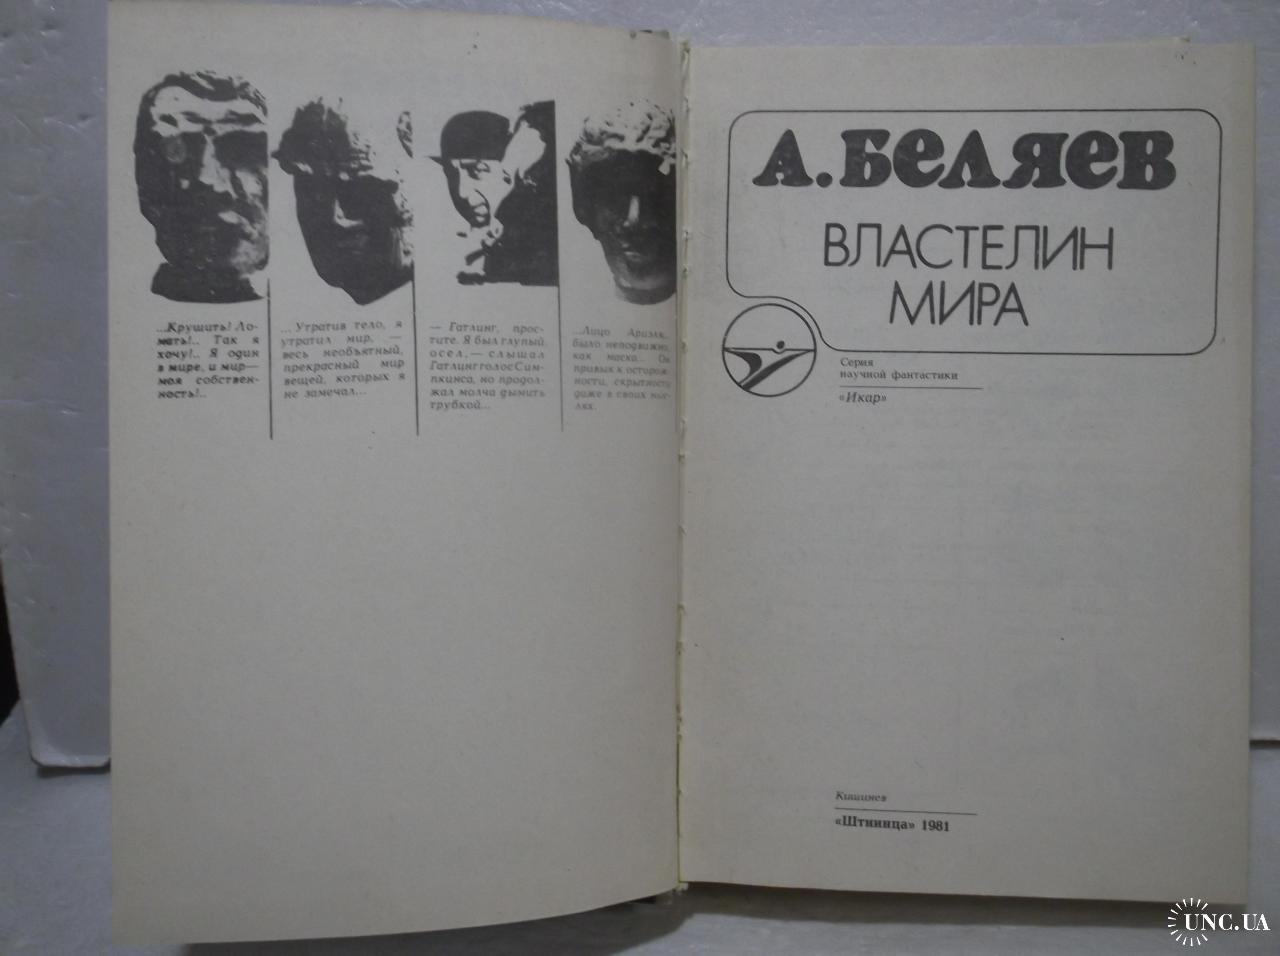 ...Крушить! Ло-
мать!.. Так я
хочу!.. Я один
в мире, и мир—
моя собствен-
ность!..
...Утратив тело, я
утратил мир, —
весь необъятный,
прекрасный мир
вещей, которых я
не замечал...
— Гатлинг, прос-
тите. Я был глупый
осел, — слышал
Гатлинг голос Сим-
пкинса, но продол-
жал молча дымить
трубкой...
...Лицо Ариэля
было неподвижно,
как маска... Он
привык к осторож-
ности, скрытности
даже в своих мыс-
лях.
А. Беляев
ВЛАСТЕЛИН
МИРА
Серия
научной фантастики
«Икар»
Кишинев
«Штиинца» 1981
UNC.UA